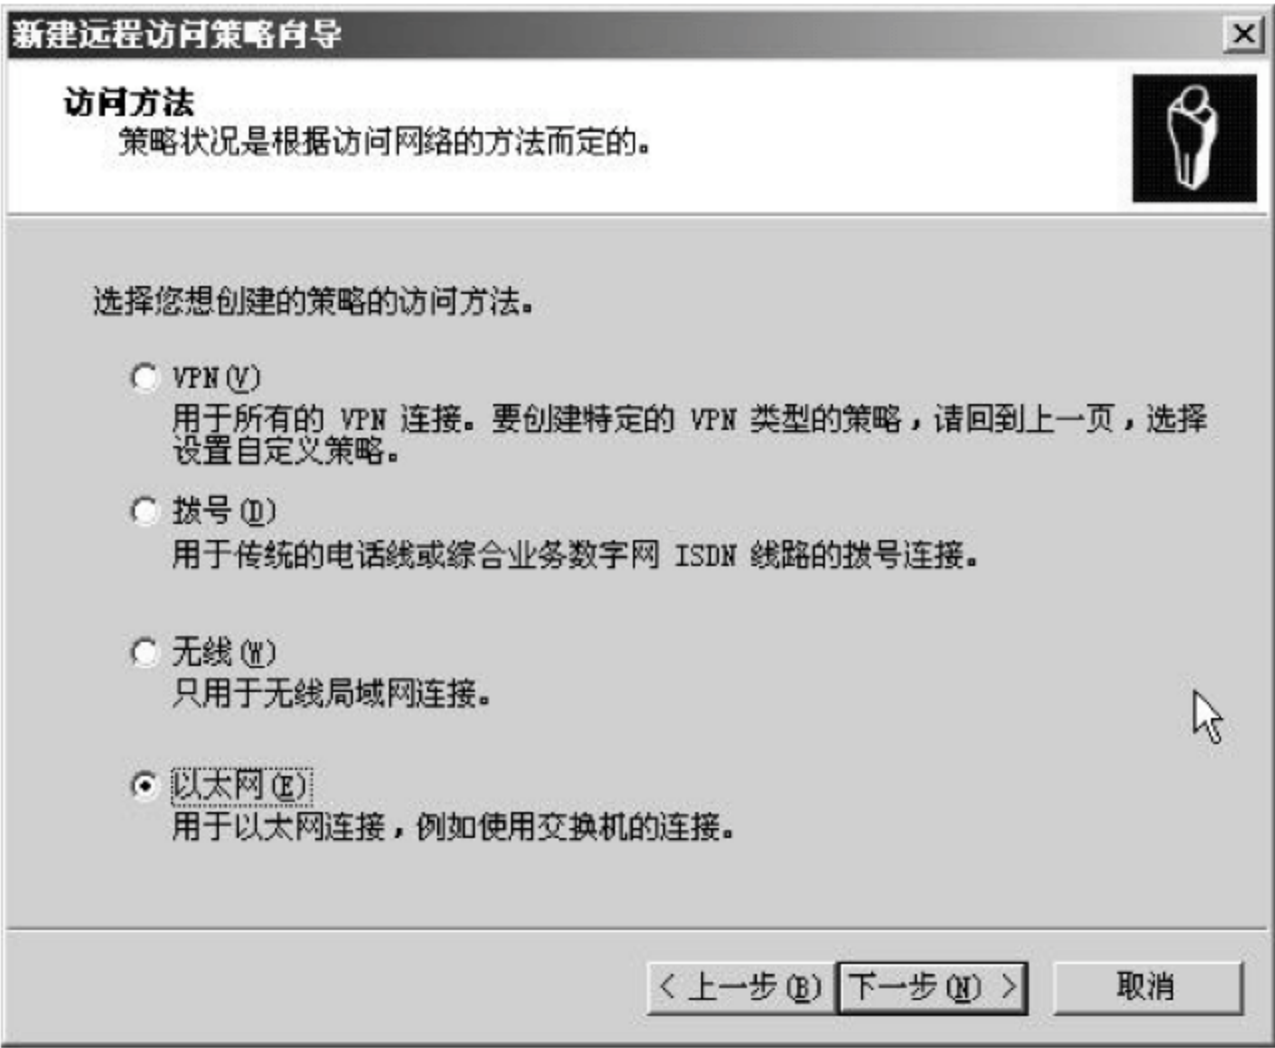 新建远程访问策略向导
访问方法
策略状况是根据访问网络的方法而定的。
选择您想创建的策略的访问方法。
VPN(V)
用于所有的 VPN 连接。要创建特定的 VPN 类型的策略，请回到上一页，选择
设置自定义策略。
拨号(D)
用于传统的电话线或综合业务数字网 ISDN 线路的拨号连接。
无线(W)
只用于无线局域网连接。
以太网(E)
用于以太网连接，例如使用交换机的连接。
< 上一步(B) 下一步(N) > 取消